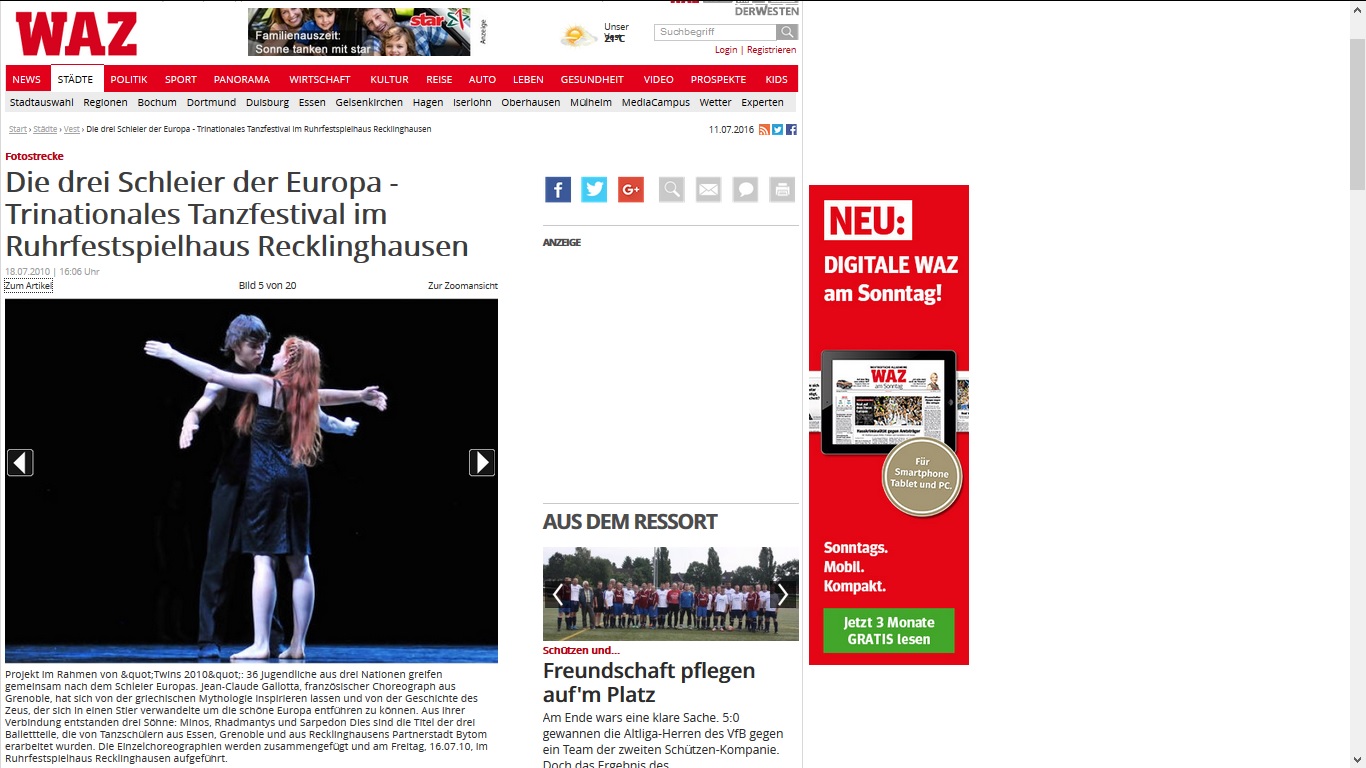 WAZ
Familienauszeit:
Sonne tanken mit star
star
Anzeige
Unser
21°C
DERWESTEN
Suchbegriff
Login | Registrieren
NEWS STÄDTE POLITIK SPORT PANORAMA WIRTSCHAFT KULTUR REISE AUTO LEBEN GESUNDHEIT VIDEO PROSPEKTE KIDS
Stadtauswahl Regionen Bochum Dortmund Duisburg Essen Gelsenkirchen Hagen Iserlohn Oberhausen Mülheim MediaCampus Wetter Experten
Start › Städte › Vest › Die drei Schleier der Europa - Trinationales Tanzfestival im Ruhrfestspielhaus Recklinghausen
11.07.2016
Fotostrecke
Die drei Schleier der Europa -
Trinationales Tanzfestival im
Ruhrfestspielhaus Recklinghausen
18.07.2010 | 16:06 Uhr
Zum Artikel Bild 5 von 20 Zur Zoomansicht
Projekt im Rahmen von &quot;Twins 2010&quot;: 36 Jugendliche aus drei Nationen greifen
gemeinsam nach dem Schleier Europas. Jean-Claude Gallotta, französischer Choreograph aus
Grenoble, hat sich von der griechischen Mythologie inspirieren lassen und von der Geschichte des
Zeus, der sich in einen Stier verwandelte um die schöne Europa entführen zu können. Aus ihrer
Verbindung entstanden drei Söhne: Minos, Rhadmantys und Sarpedon Dies sind die Titel der drei
Balletteile, die von Tanzschülern aus Essen, Grenoble und aus Recklinghausens Partnerstadt Bytom
erarbeitet wurden. Die Einzelchoreographien werden zusammengefügt und am Freitag, 16.07.10, im
Ruhrfestspielhaus Recklinghausen aufgeführt.
ANZEIGE
AUS DEM RESSORT
Schützen und...
Freundschaft pflegen
auf'm Platz
Am Ende wars eine klare Sache. 5:0
gewannen die Altliga-Herren des VfB gegen
ein Team der zweiten Schützen-Kompanie.
Doch das Ergebnis des
NEU:
DIGITALE WAZ
am Sonntag!
WAZ
am Sonntag
Für
Smartphone
Tablet und PC.
Sonntags.
Mobil.
Kompakt.
Jetzt 3 Monate
GRATIS lesen